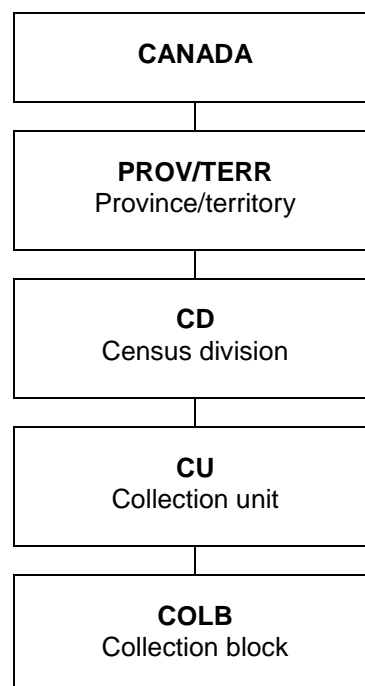 CANADA
PROV/TERR
Province/territory
CD
Census division
CU
Collection unit
COLB
Collection block